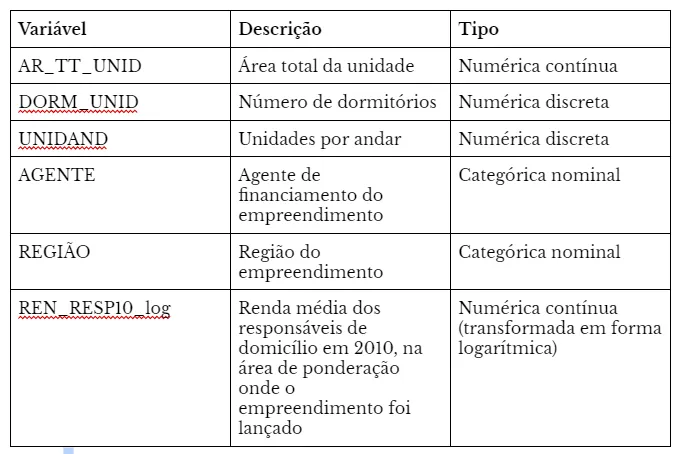 Variável Descrição Tipo
AR_TT_UNID Área total da unidade Numérica contínua
DORM_UNID Número de dormitórios Numérica discreta
UNIDAND Unidades por andar Numérica discreta
AGENTE Agente de Categórica nominal
financiamento do
empreendimento
REGIÃO Região do Categórica nominal
empreendimento
REN_RESP10_log Renda média dos Numérica contínua
responsáveis de (transformada em forma
domicílio em 2010, na logarítmica)
área de ponderação
onde o
empreendimento foi
lançado